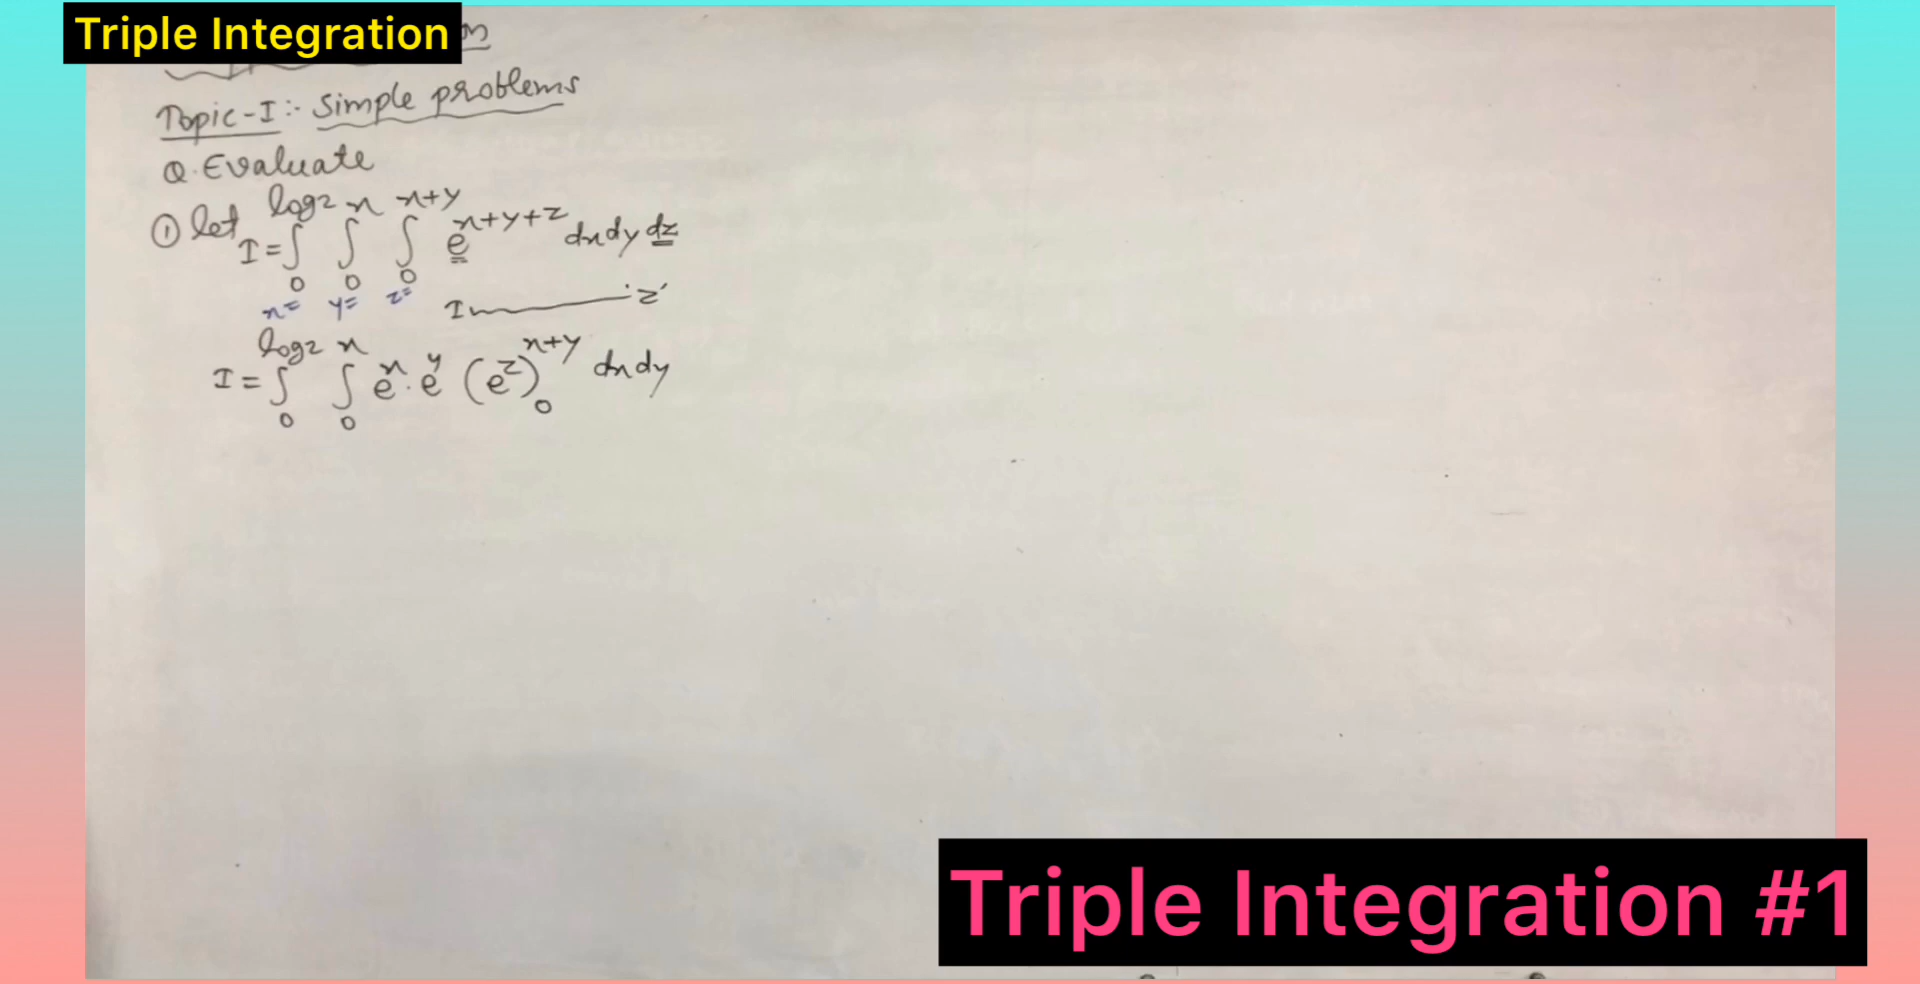 Triple Integration
Topic-I :- Simple problems
Q. Evaluate
① let I = ∫₀^{log2} ∫₀^{x} ∫₀^{x+y} e^{x+y+z} dx dy dz
x= y= z=
I = ∫₀^{log2} ∫₀^{x} e^x · e^y (e^z)₀^{x+y} dx dy
Triple Integration #1